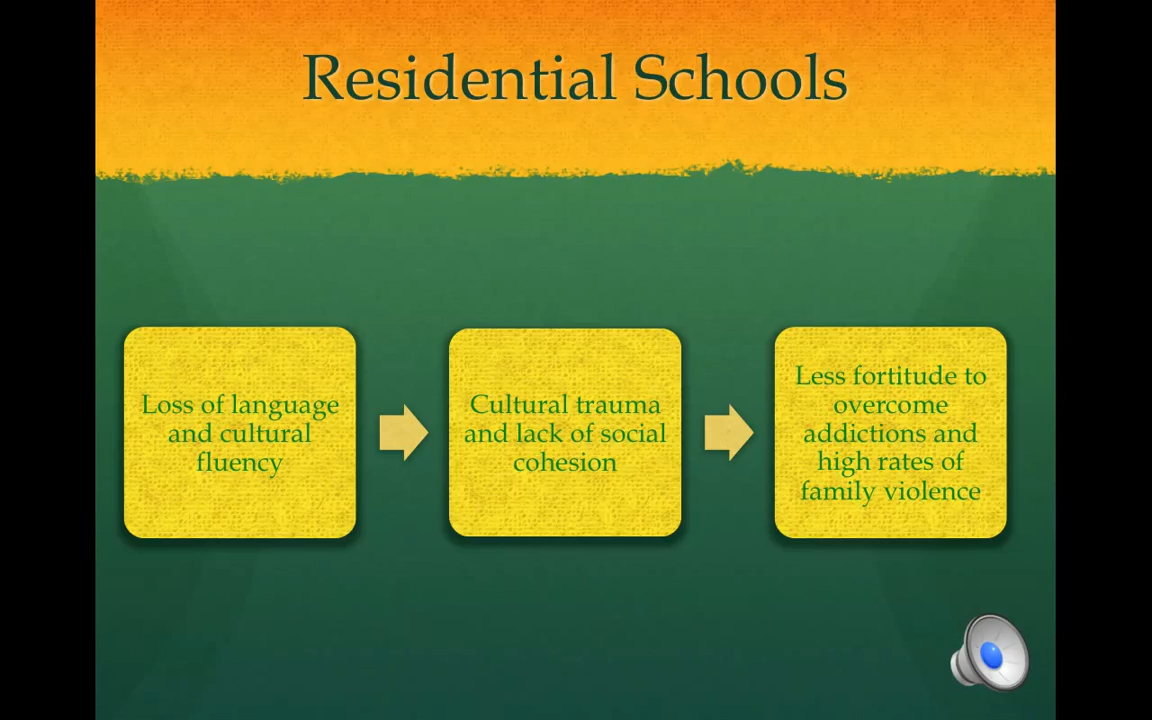 Residential Schools
Loss of language
and cultural
fluency
Cultural trauma
and lack of social
cohesion
Less fortitude to
overcome
addictions and
high rates of
family violence